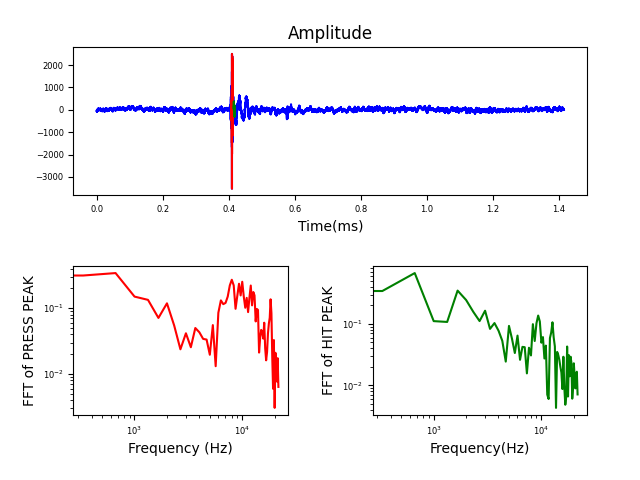 Amplitude
2000
1000
0
−1000
−2000
−3000
0.0 0.2 0.4 0.6 0.8 1.0 1.2 1.4
Time(ms)
FFT of PRESS PEAK
10⁻¹
10⁻²
10³ 10⁴
Frequency (Hz)
FFT of HIT PEAK
10⁻¹
10⁻²
10³ 10⁴
Frequency(Hz)